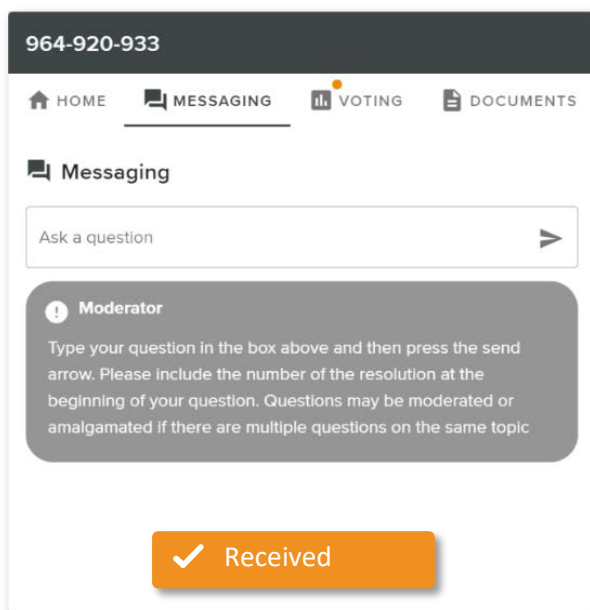 964-920-933
HOME MESSAGING VOTING DOCUMENTS
Messaging
Ask a question
Moderator
Type your question in the box above and then press the send
arrow. Please include the number of the resolution at the
beginning of your question. Questions may be moderated or
amalgamated if there are multiple questions on the same topic
Received